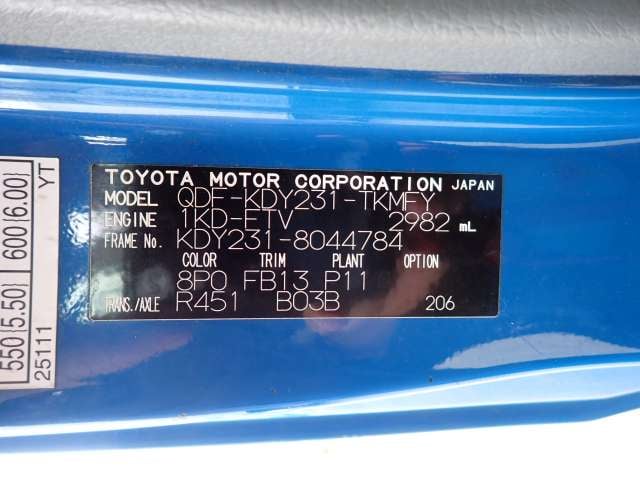 TOYOTA MOTOR CORPORATION JAPAN
MODEL QDF-KDY231-TKMFY
ENGINE 1KD-FTV 2982 mL
FRAME No. KDY231-8044784
COLOR TRIM PLANT OPTION
8P0 FB13 P11
TRANS./AXLE R451 B03B 206
550{5.50} 600{6.00}
25111 YT